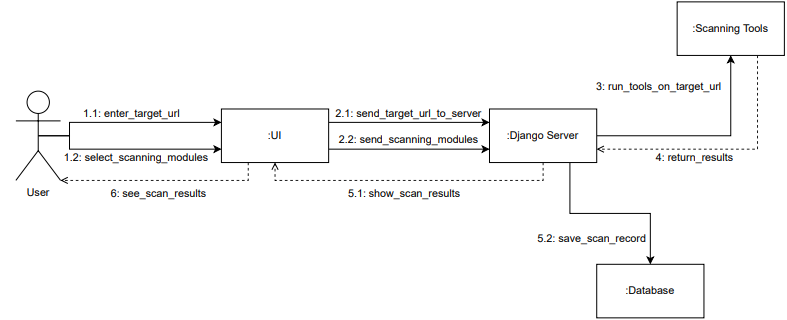 :Scanning Tools
3: run_tools_on_target_url
1.1: enter_target_url
2.1: send_target_url_to_server
:UI
:Django Server
2.2: send_scanning_modules
1.2: select_scanning_modules
4: return_results
User
6: see_scan_results
5.1: show_scan_results
5.2: save_scan_record
:Database